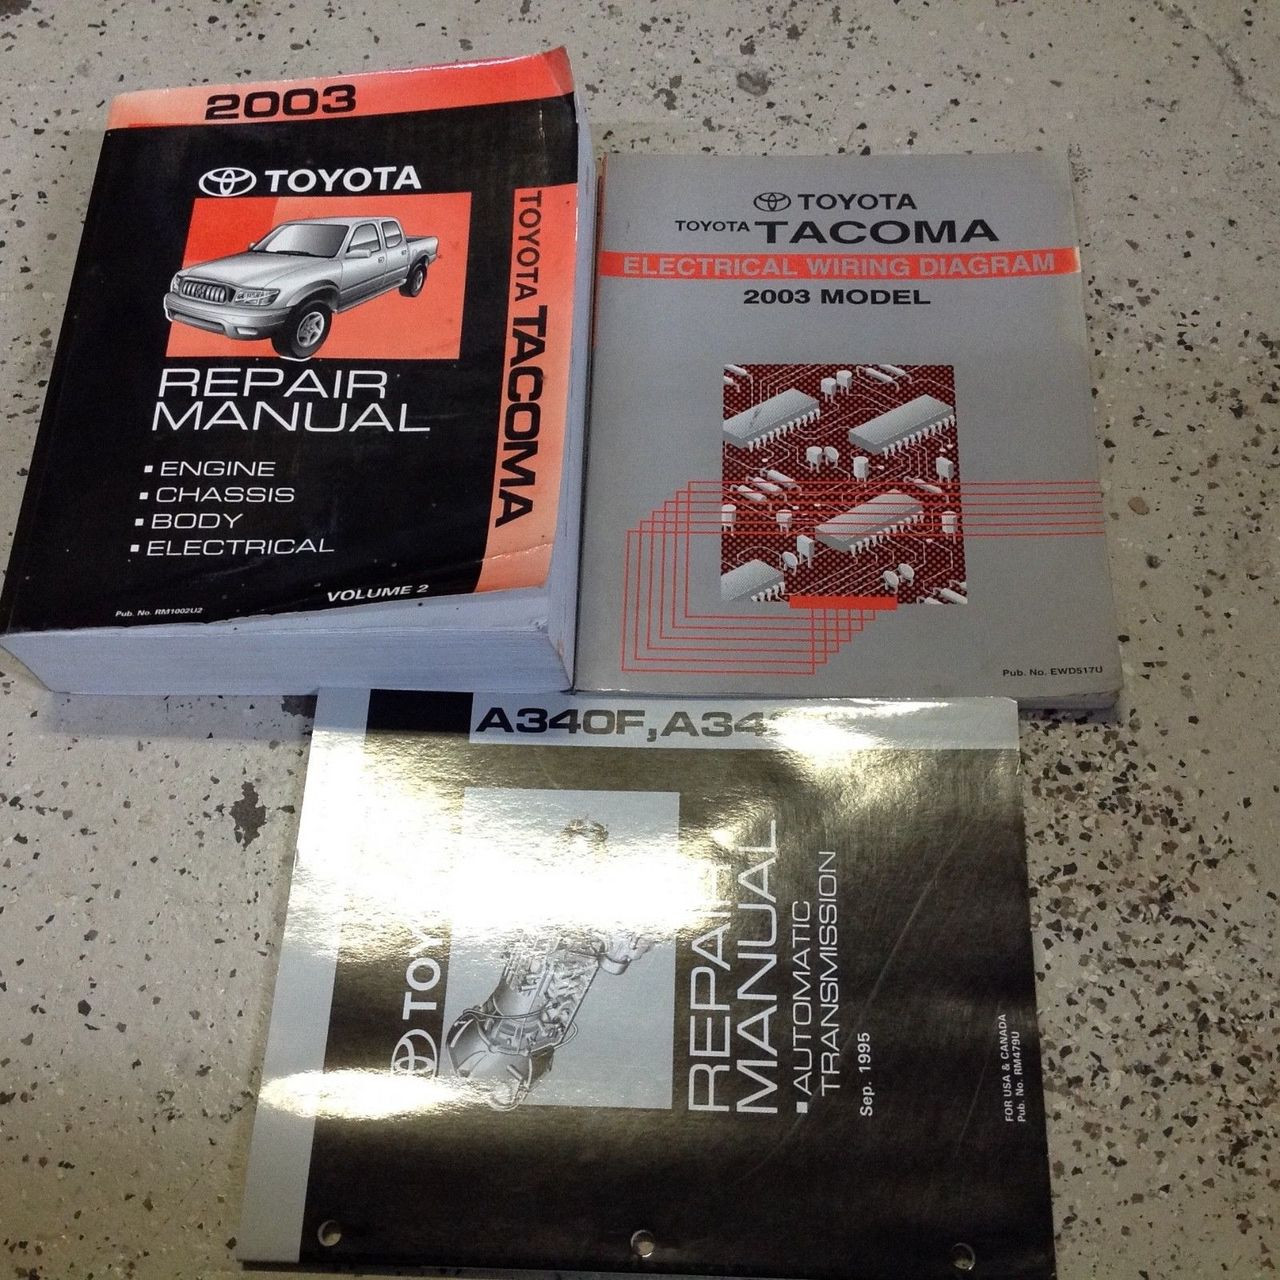 2003
TOYOTA
REPAIR
MANUAL
▪ ENGINE
▪ CHASSIS
▪ BODY
▪ ELECTRICAL
VOLUME 2
Pub. No. RM1002U2
TOYOTA TACOMA
TOYOTA
TOYOTA TACOMA
ELECTRICAL WIRING DIAGRAM
2003 MODEL
Pub. No. EWD517U
A340F,
REPAIR
MANUAL
▪ AUTOMATIC
TRANSMISSION
Sep. 1995
FOR USA & CANADA
Pub. No. RM479U